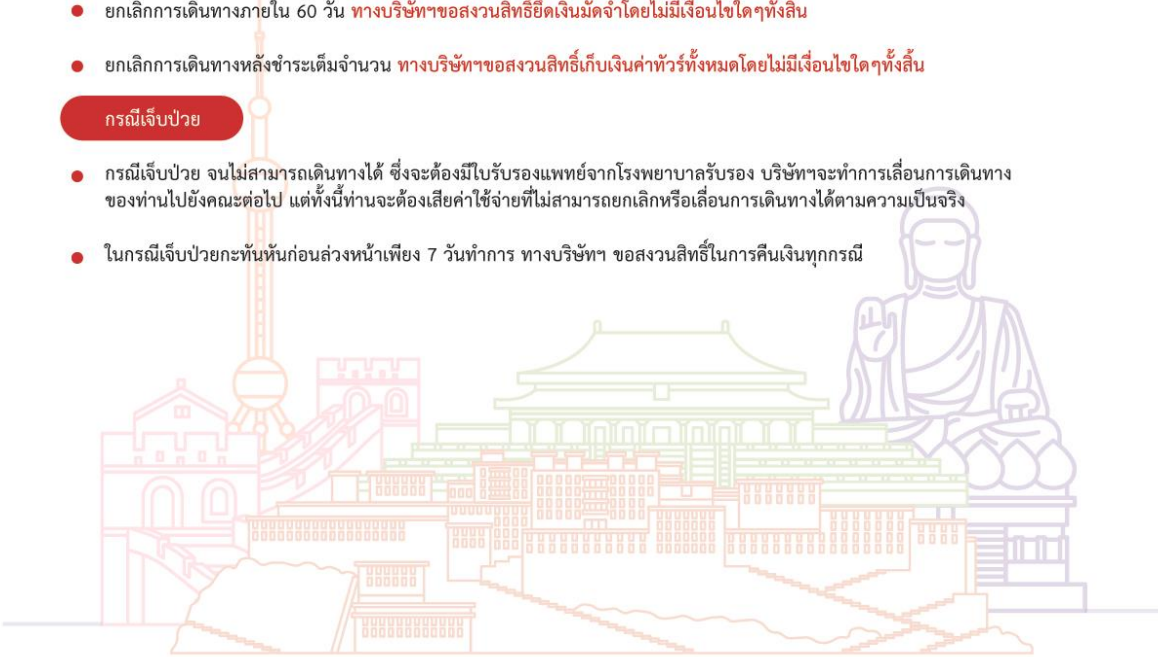 ยกเลิกการเดินทางภายใน 60 วัน ทางบริษัทฯขอสงวนสิทธิยึดเงินมัดจำโดยไม่มีเงื่อนไขใดๆทั้งสิ้น
ยกเลิกการเดินทางหลังชำระเต็มจำนวน ทางบริษัทฯขอสงวนสิทธิ์เก็บเงินค่าทัวร์ทั้งหมดโดยไม่มีเงื่อนไขใดๆทั้งสิ้น
กรณีเจ็บป่วย
กรณีเจ็บป่วย จนไม่สามารถเดินทางได้ ซึ่งจะต้องมีใบรับรองแพทย์จากโรงพยาบาลรับรอง บริษัทฯจะทำการเลื่อนการเดินทาง
ของท่านไปยังคณะต่อไป แต่ทั้งนี้ท่านจะต้องเสียค่าใช้จ่ายที่ไม่สามารถยกเลิกหรือเลื่อนการเดินทางได้ตามความเป็นจริง
ในกรณีเจ็บป่วยกะทันหันก่อนล่วงหน้าเพียง 7 วันทำการ ทางบริษัทฯ ขอสงวนสิทธิ์ในการคืนเงินทุกกรณี